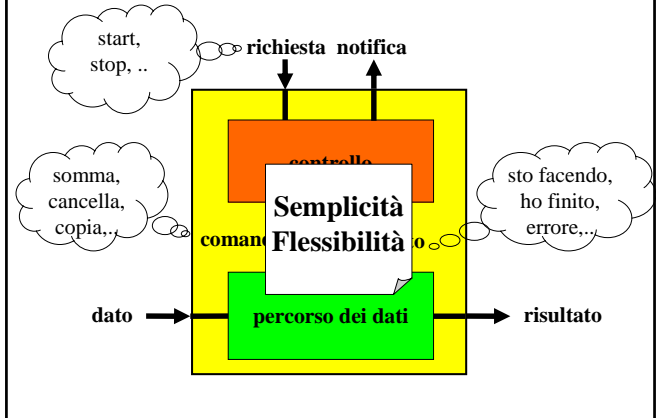 start,
stop, ..
richiesta notifica
controllo
somma,
cancella,
copia,..
Semplicità
Flessibilità
sto facendo,
ho finito,
errore,..
dato
percorso dei dati
risultato